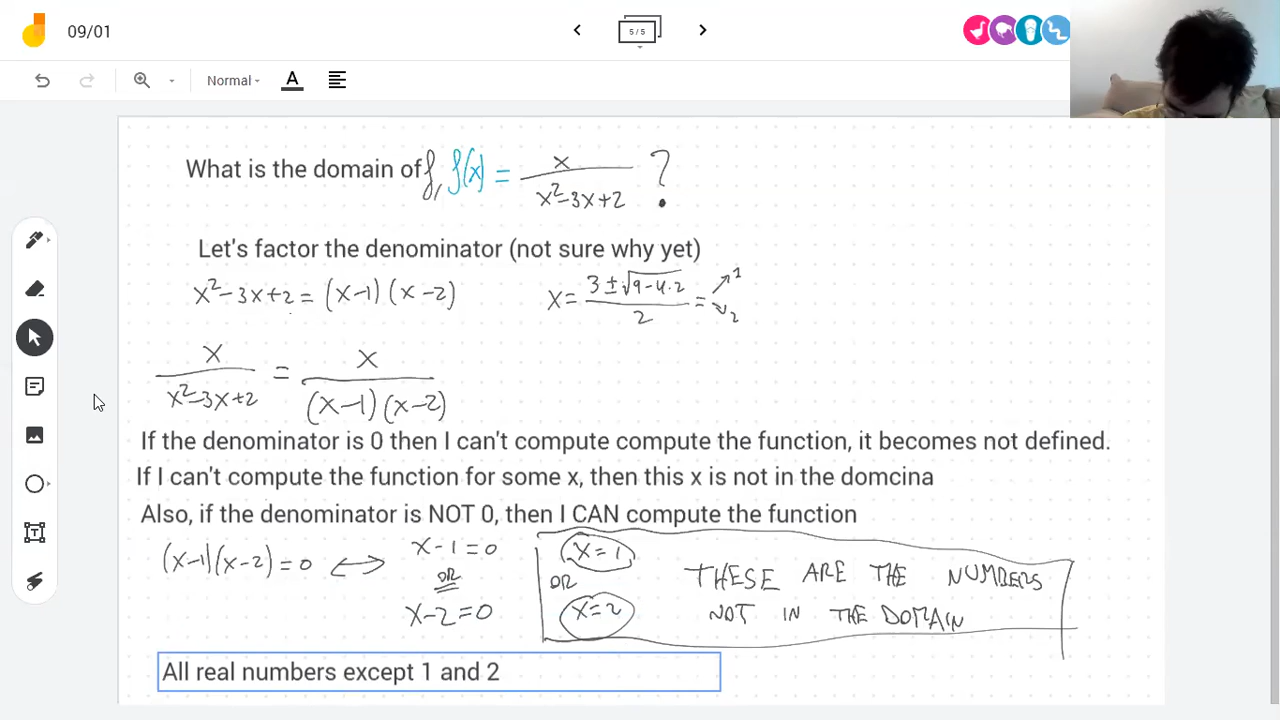 09/01
5/5
Normal
A
What is the domain of f, f(x) = x / x²-3x+2 ?
Let's factor the denominator (not sure why yet)
x²-3x+2 = (x-1)(x-2) x = 3±√9-4.2 / 2 = 1 2
x / x²-3x+2 = x / (x-1)(x-2)
If the denominator is 0 then I can't compute compute the function, it becomes not defined.
If I can't compute the function for some x, then this x is not in the domcina
Also, if the denominator is NOT 0, then I CAN compute the function
(x-1)(x-2) = 0 ↔ x-1=0
OR
x-2=0
x=1
OR
x=2
THESE ARE THE NUMBERS
NOT IN THE DOMAIN
All real numbers except 1 and 2